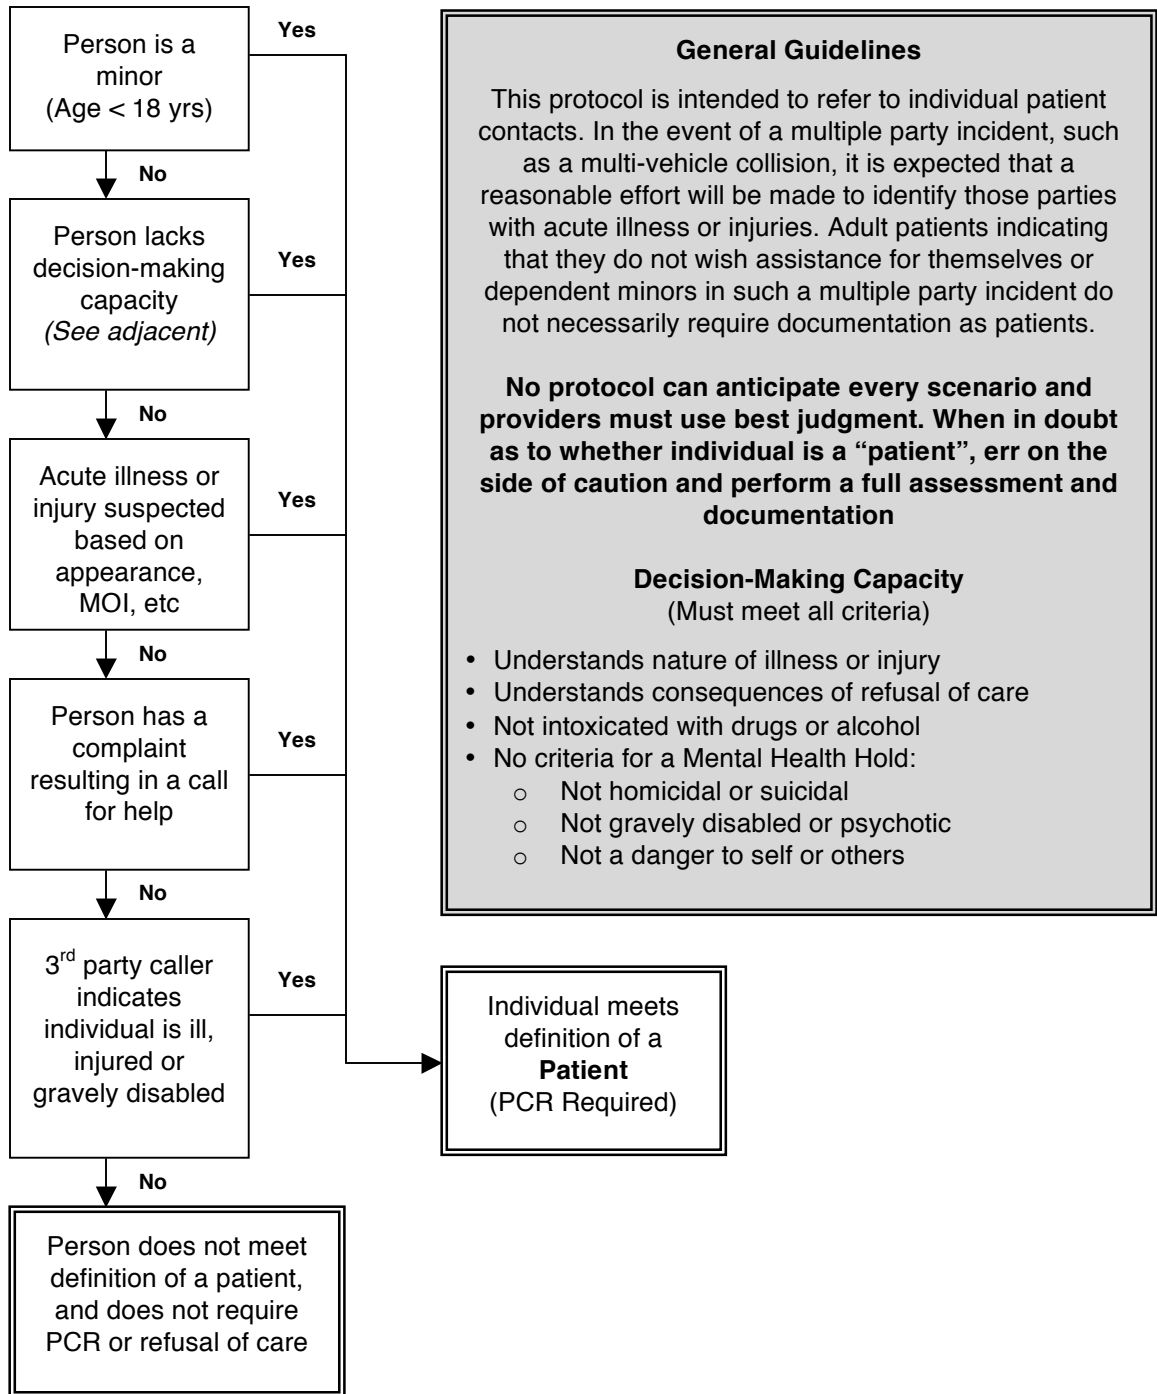 Person is a
minor
(Age < 18 yrs)
Yes
No
Person lacks
decision-making
capacity
(See adjacent)
Yes
No
Acute illness or
injury suspected
based on
appearance,
MOI, etc
Yes
No
Person has a
complaint
resulting in a call
for help
Yes
No
3rd party caller
indicates
individual is ill,
injured or
gravely disabled
Yes
No
Person does not meet
definition of a patient,
and does not require
PCR or refusal of care
General Guidelines
This protocol is intended to refer to individual patient
contacts. In the event of a multiple party incident, such
as a multi-vehicle collision, it is expected that a
reasonable effort will be made to identify those parties
with acute illness or injuries. Adult patients indicating
that they do not wish assistance for themselves or
dependent minors in such a multiple party incident do
not necessarily require documentation as patients.
No protocol can anticipate every scenario and
providers must use best judgment. When in doubt
as to whether individual is a “patient”, err on the
side of caution and perform a full assessment and
documentation
Decision-Making Capacity
(Must meet all criteria)
• Understands nature of illness or injury
• Understands consequences of refusal of care
• Not intoxicated with drugs or alcohol
• No criteria for a Mental Health Hold:
o Not homicidal or suicidal
o Not gravely disabled or psychotic
o Not a danger to self or others
Individual meets
definition of a
Patient
(PCR Required)